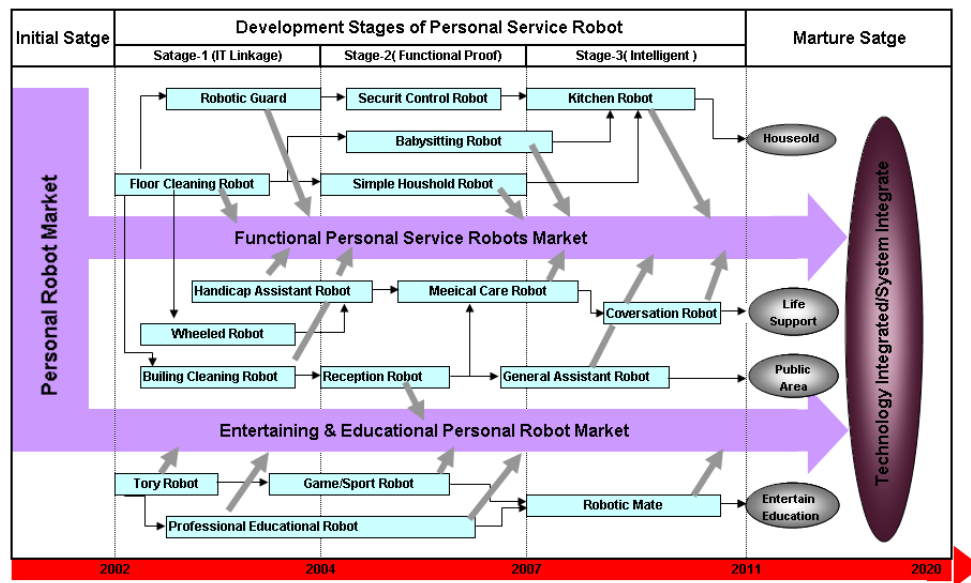 Initial Satge
Development Stages of Personal Service Robot
Marture Satge
Satage-1 (IT Linkage)
Stage-2( Functional Proof)
Stage-3( Intelligent )
Personal Robot Market
Robotic Guard
Securit Control Robot
Kitchen Robot
Babysitting Robot
Houseold
Floor Cleaning Robot
Simple Houshold Robot
Functional Personal Service Robots Market
Handicap Assistant Robot
Meeical Care Robot
Coversation Robot
Life
Support
Wheeled Robot
Builing Cleaning Robot
Reception Robot
General Assistant Robot
Public
Area
Entertaining & Educational Personal Robot Market
Tory Robot
Game/Sport Robot
Robotic Mate
Entertain
Education
Professional Educational Robot
Technology Integrated/System Integrate
2002
2004
2007
2011
2020